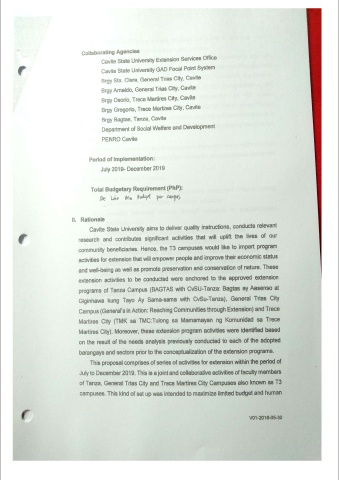 Collaborating Agencies
Cavite State University Extension Services Office
Cavite State University GAD Focal Point System
Brgy Sta. Clara, General Trias City, Cavite
Brgy Arnaldo, General Trias City, Cavite
Brgy Osorio, Trece Martires City, Cavite
Brgy Gregorio, Trece Martires City, Cavite
Brgy Bagtas, Tanza, Cavite
Department of Social Welfare and Development
PENRO Cavite
Period of Implementation:
July 2019- December 2019
Total Budgetary Requirement (PhP):
budget per campus
II. Rationale
Cavite State University aims to deliver quality instructions, conducts relevant
research and contributes significant activities that will uplift the lives of our
community beneficiaries. Hence, the T3 campuses would like to impart program
activities for extension that will empower people and improve their economic status
and well-being as well as promote preservation and conservation of nature. These
extension activities to be conducted were anchored to the approved extension
programs of Tanza Campus (BAGTAS with CvSU-Tanza: Bagtas ay Aasenso at
Giginhawa kung Tayo Ay Sama-sama with CvSU-Tanza), General Trias City
Campus (General's in Action: Reaching Communities through Extension) and Trece
Martires City (TMK sa TMC:Tulong sa Mamamayan ng Komunidad sa Trece
Martires City). Moreover, these extension program activities were identified based
on the result of the needs analysis previously conducted to each of the adopted
barangays and sectors prior to the conceptualization of the extension programs.
This proposal comprises of series of activities for extension within the period of
July to December 2019. This is a joint and collaborative activities of faculty members
of Tanza, General Trias City and Trece Martires City Campuses also known as T3
campuses. This kind of set up was intended to maximize limited budget and human
V01-2018-05-30